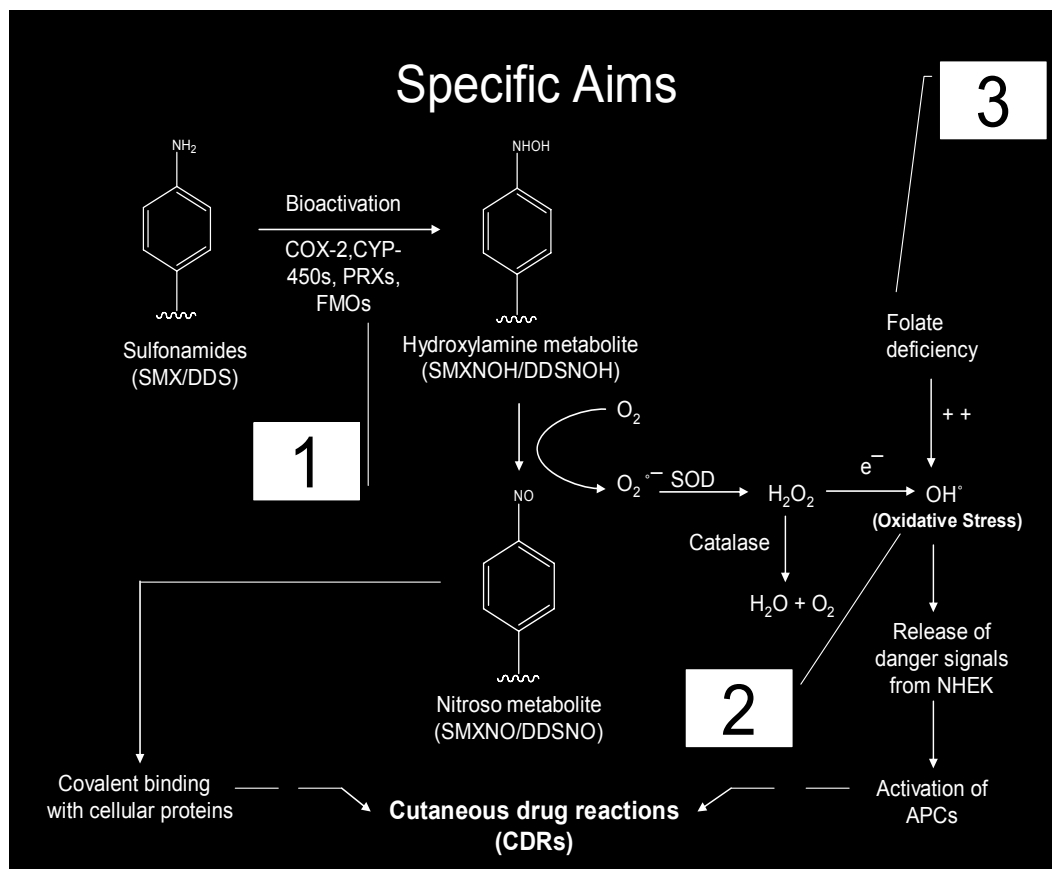 Specific Aims
3
NH2
NHOH
Bioactivation
COX-2,CYP-
450s, PRXs,
FMOs
Sulfonamides
(SMX/DDS)
Hydroxylamine metabolite
(SMXNOH/DDSNOH)
Folate
deficiency
+ +
1
O2
O2°− SOD
H2O2
e−
OH°
(Oxidative Stress)
NO
Catalase
H2O + O2
Release of
danger signals
from NHEK
2
Nitroso metabolite
(SMXNO/DDSNO)
Covalent binding
with cellular proteins
Cutaneous drug reactions
(CDRs)
Activation of
APCs